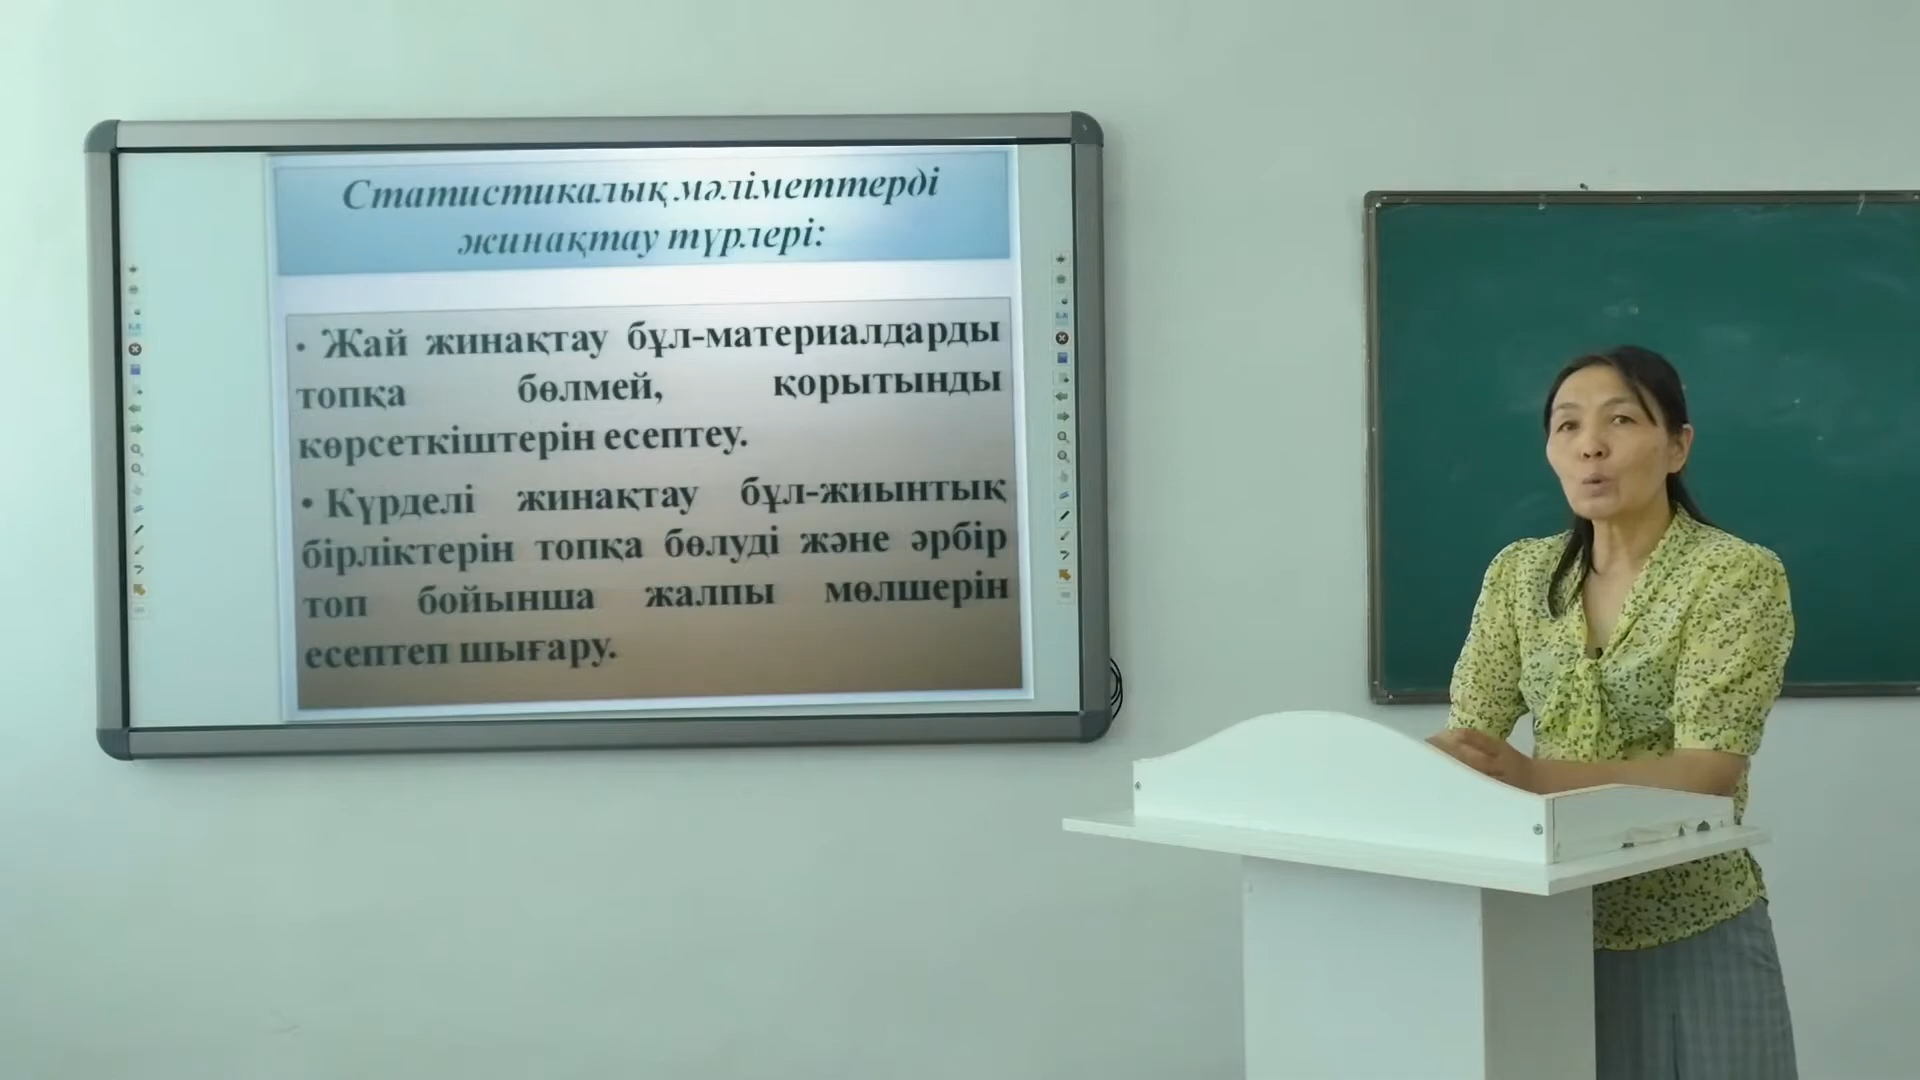 Статистикалық мәліметтерді
жинақтау түрлері:
• Жай жинақтау бұл-материалдарды
топқа бөлмей, қорытынды
көрсеткіштерін есептеу.
• Күрделі жинақтау бұл-жиынтық
бірліктерін топқа бөлуді және әрбір
топ бойынша жалпы мөлшерін
есептеп шығару.